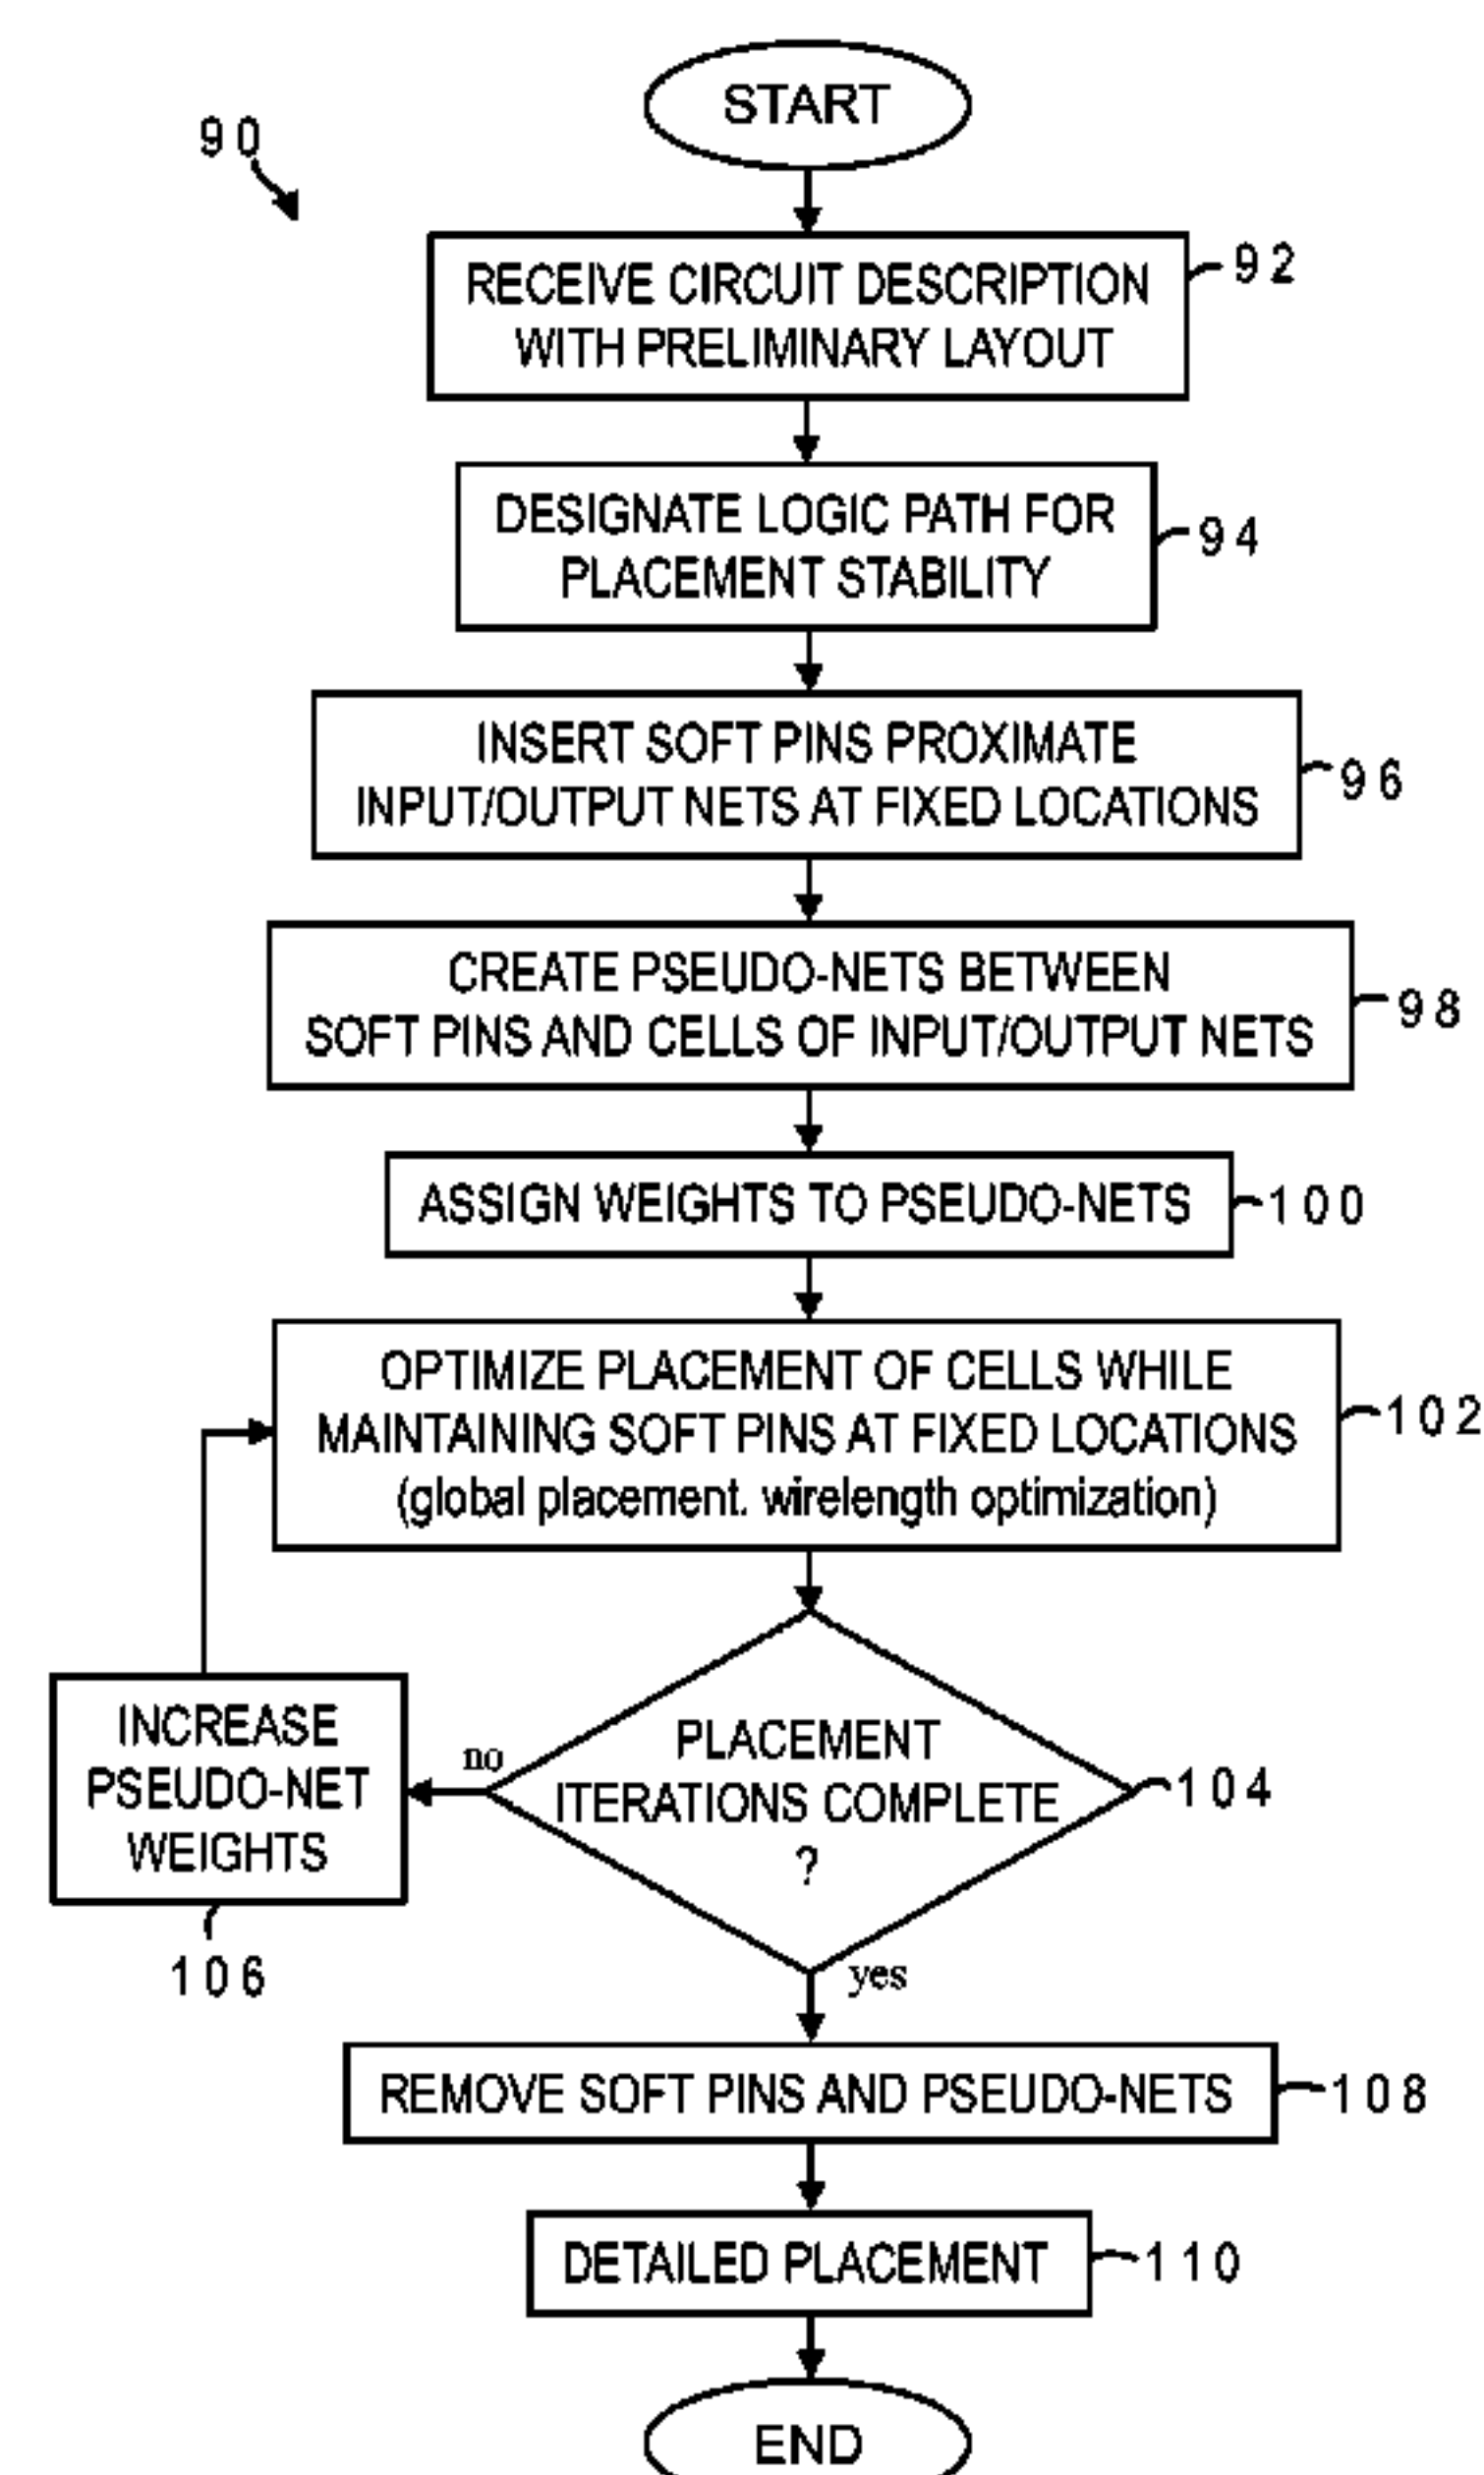 START
90
RECEIVE CIRCUIT DESCRIPTION
WITH PRELIMINARY LAYOUT
92
DESIGNATE LOGIC PATH FOR
PLACEMENT STABILITY
94
INSERT SOFT PINS PROXIMATE
INPUT/OUTPUT NETS AT FIXED LOCATIONS
96
CREATE PSEUDO-NETS BETWEEN
SOFT PINS AND CELLS OF INPUT/OUTPUT NETS
98
ASSIGN WEIGHTS TO PSEUDO-NETS
100
OPTIMIZE PLACEMENT OF CELLS WHILE
MAINTAINING SOFT PINS AT FIXED LOCATIONS
(global placement. wirelength optimization)
102
PLACEMENT
ITERATIONS COMPLETE
?
104
no
INCREASE
PSEUDO-NET
WEIGHTS
106
yes
REMOVE SOFT PINS AND PSEUDO-NETS
108
DETAILED PLACEMENT
110
END